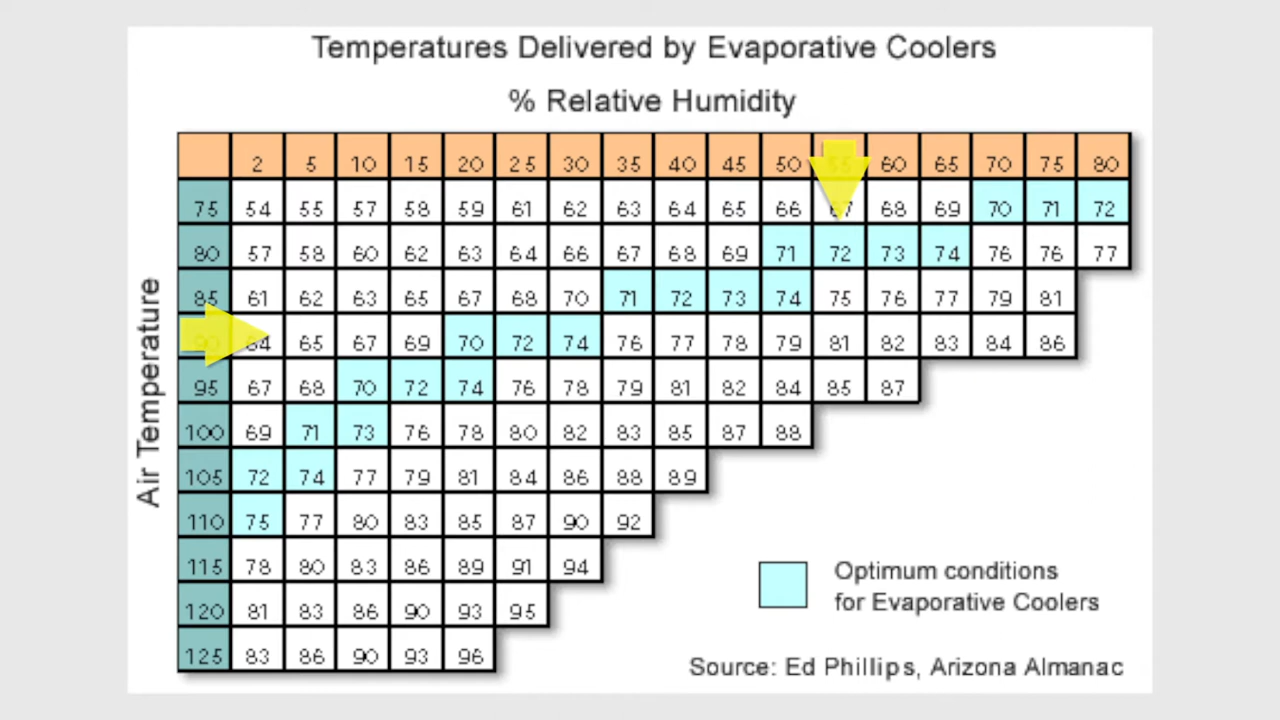 Temperatures Delivered by Evaporative Coolers
% Relative Humidity
2 5 10 15 20 25 30 35 40 45 50 55 60 65 70 75 80
75 54 55 57 58 59 61 62 63 64 65 66 67 68 69 70 71 72
80 57 58 60 62 63 64 66 67 68 69 71 72 73 74 76 76 77
85 61 62 63 65 67 68 70 71 72 73 74 75 76 77 79 81
90 65 67 69 70 72 74 76 77 78 79 81 82 83 84 86
95 67 68 70 72 74 76 78 79 81 82 84 85 87
100 69 71 73 76 78 80 82 83 85 87 88
105 72 74 77 79 81 84 86 88 89
110 75 77 80 83 85 87 90 92
115 78 80 83 86 89 91 94
120 81 83 86 90 93 95
125 83 86 90 93 96
Air Temperature
Optimum conditions
for Evaporative Coolers
Source: Ed Phillips, Arizona Almanac